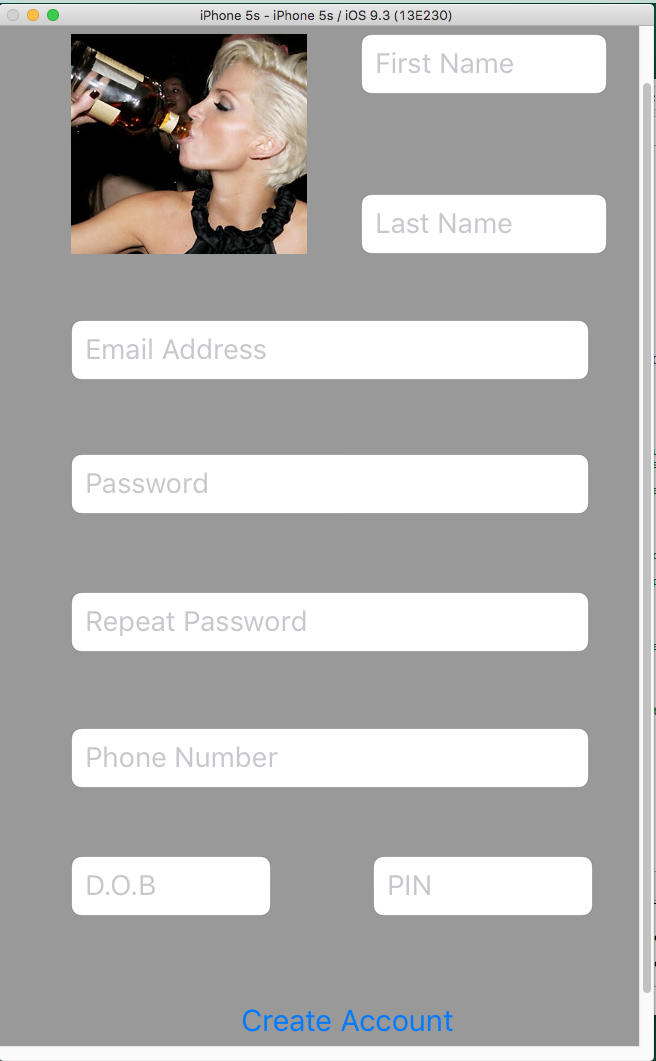 iPhone 5s - iPhone 5s / iOS 9.3 (13E230)
First Name
Last Name
Email Address
Password
Repeat Password
Phone Number
D.O.B
PIN
Create Account